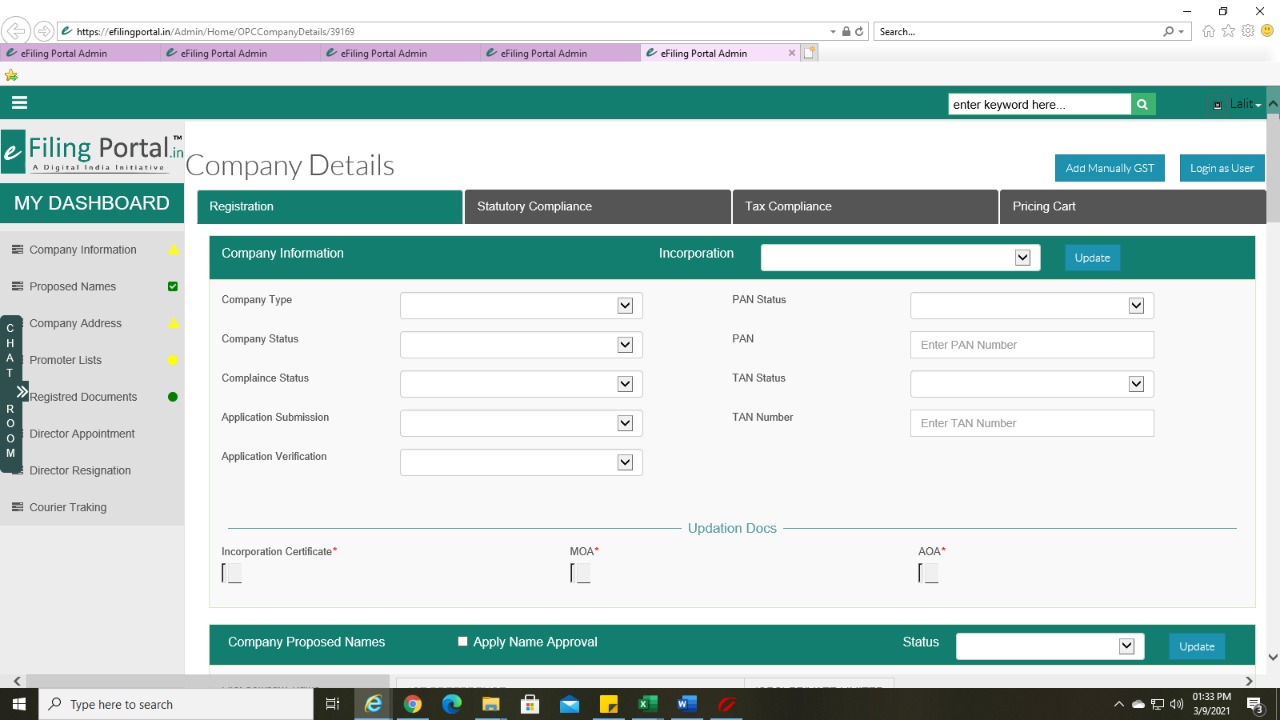 https://efilingportal.in/Admin/Home/OPCCompanyDetails/39169
Search...
eFiling Portal Admin
eFiling Portal Admin
eFiling Portal Admin
eFiling Portal Admin
eFiling Portal Admin
enter keyword here...
Lalit
e Filing Portal.in™
A Digital India Initiative
Company Details
Add Manually GST
Login as User
MY DASHBOARD
Registration
Statutory Compliance
Tax Compliance
Pricing Cart
Company Information
Proposed Names
Company Address
Promoter Lists
Registred Documents
Director Appointment
Director Resignation
Courier Traking
CHAT ROOM
Company Information
Incorporation
Update
Company Type
PAN Status
Company Status
PAN
Enter PAN Number
Complaince Status
TAN Status
Application Submission
TAN Number
Enter TAN Number
Application Verification
Updation Docs
Incorporation Certificate*
MOA*
AOA*
Company Proposed Names
Apply Name Approval
Status
Update
Type here to search
01:33 PM
3/9/2021
3